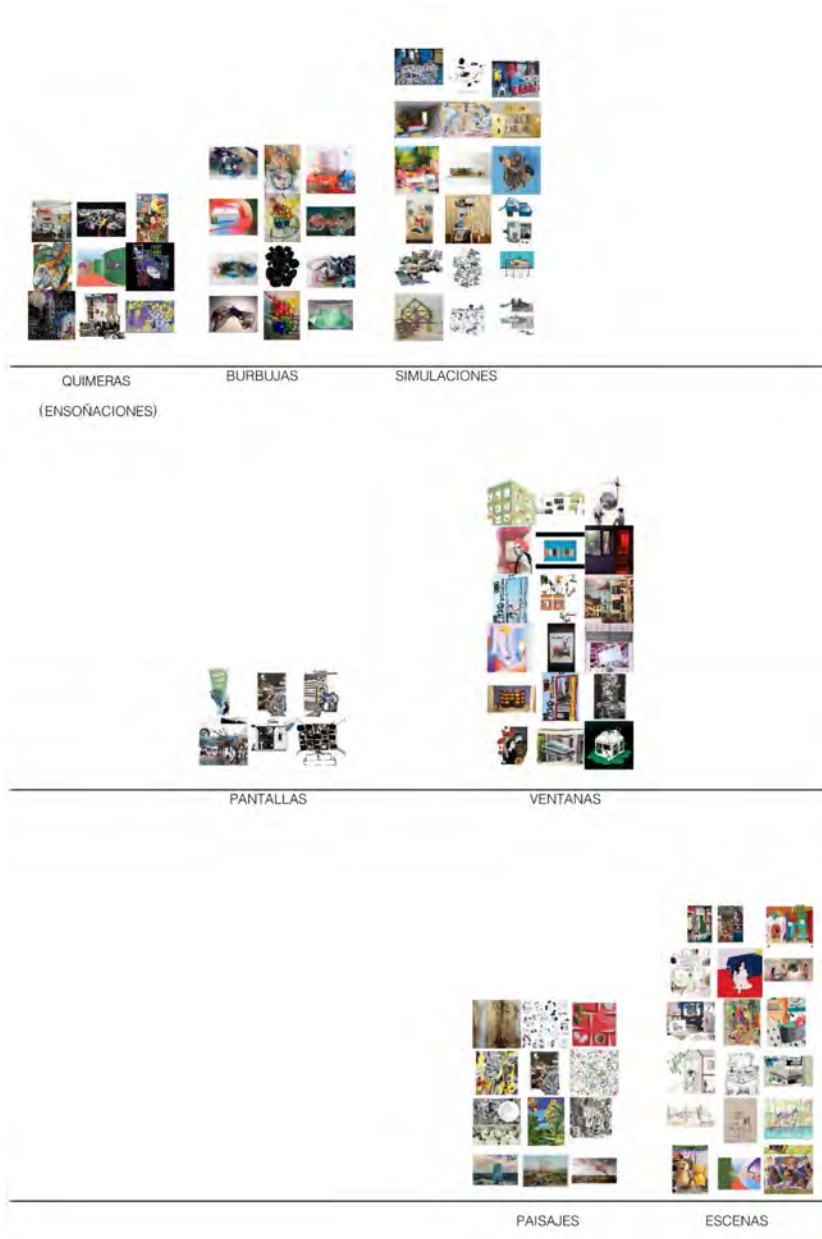 QUIMERAS
(ENSOÑACIONES)
BURBUJAS
SIMULACIONES
PANTALLAS
VENTANAS
PAISAJES
ESCENAS